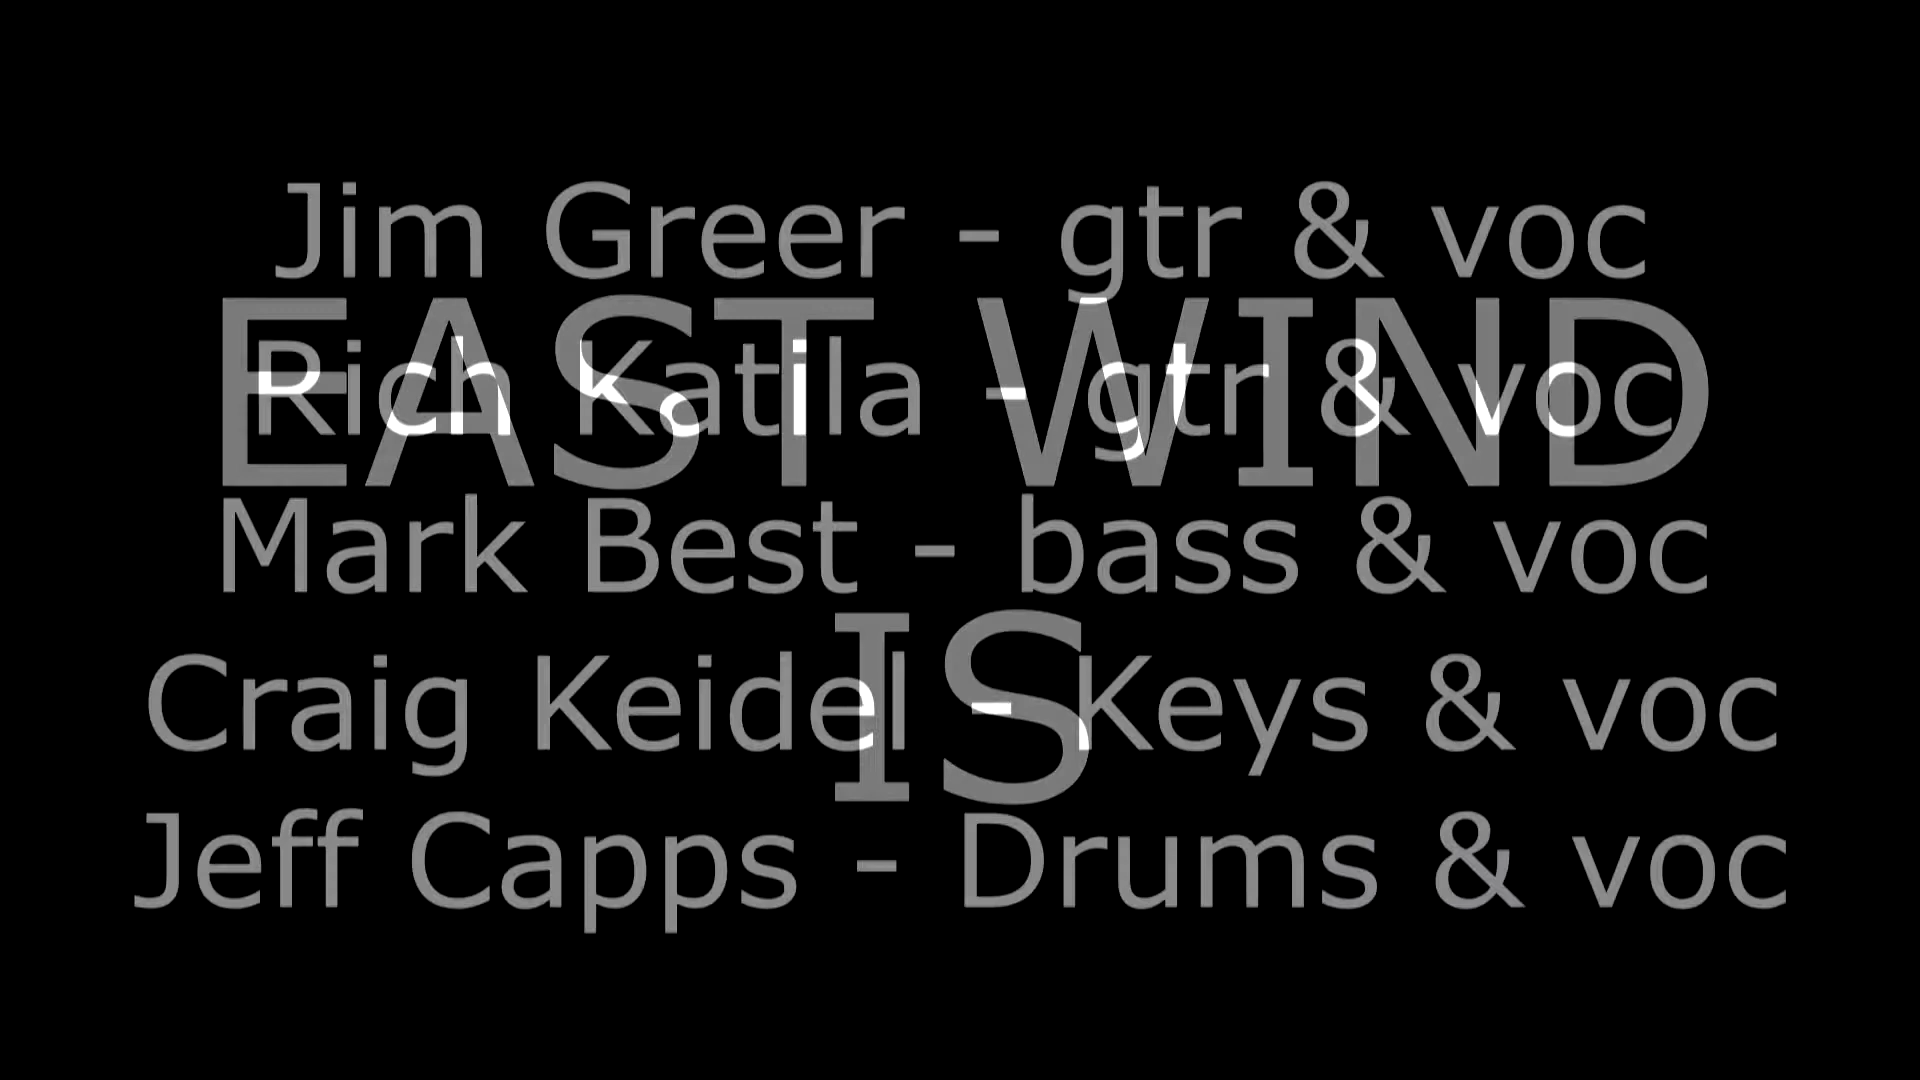 Jim Greer - gtr & voc
EAST WIND
Rich Katila - gtr & voc
Mark Best - bass & voc
IS
Craig Keidel - Keys & voc
Jeff Capps - Drums & voc